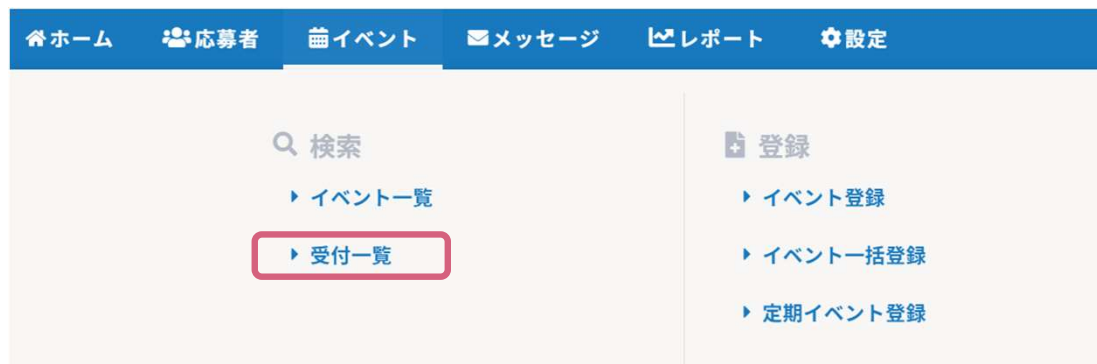 ホーム 応募者 イベント メッセージ レポート 設定
検索
イベント一覧
受付一覧
登録
イベント登録
イベント一括登録
定期イベント登録